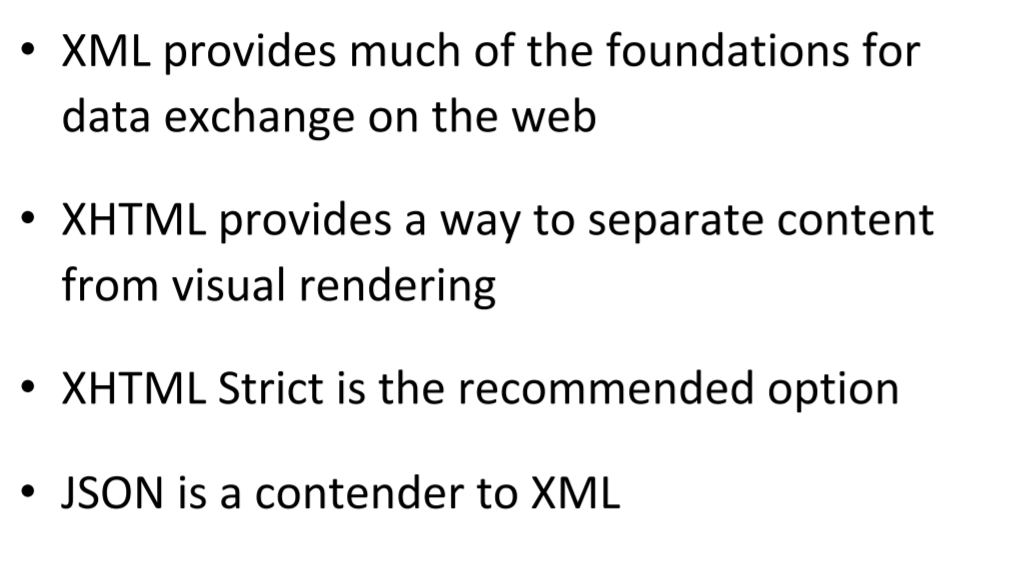 • XML provides much of the foundations for
data exchange on the web
• XHTML provides a way to separate content
from visual rendering
• XHTML Strict is the recommended option
• JSON is a contender to XML